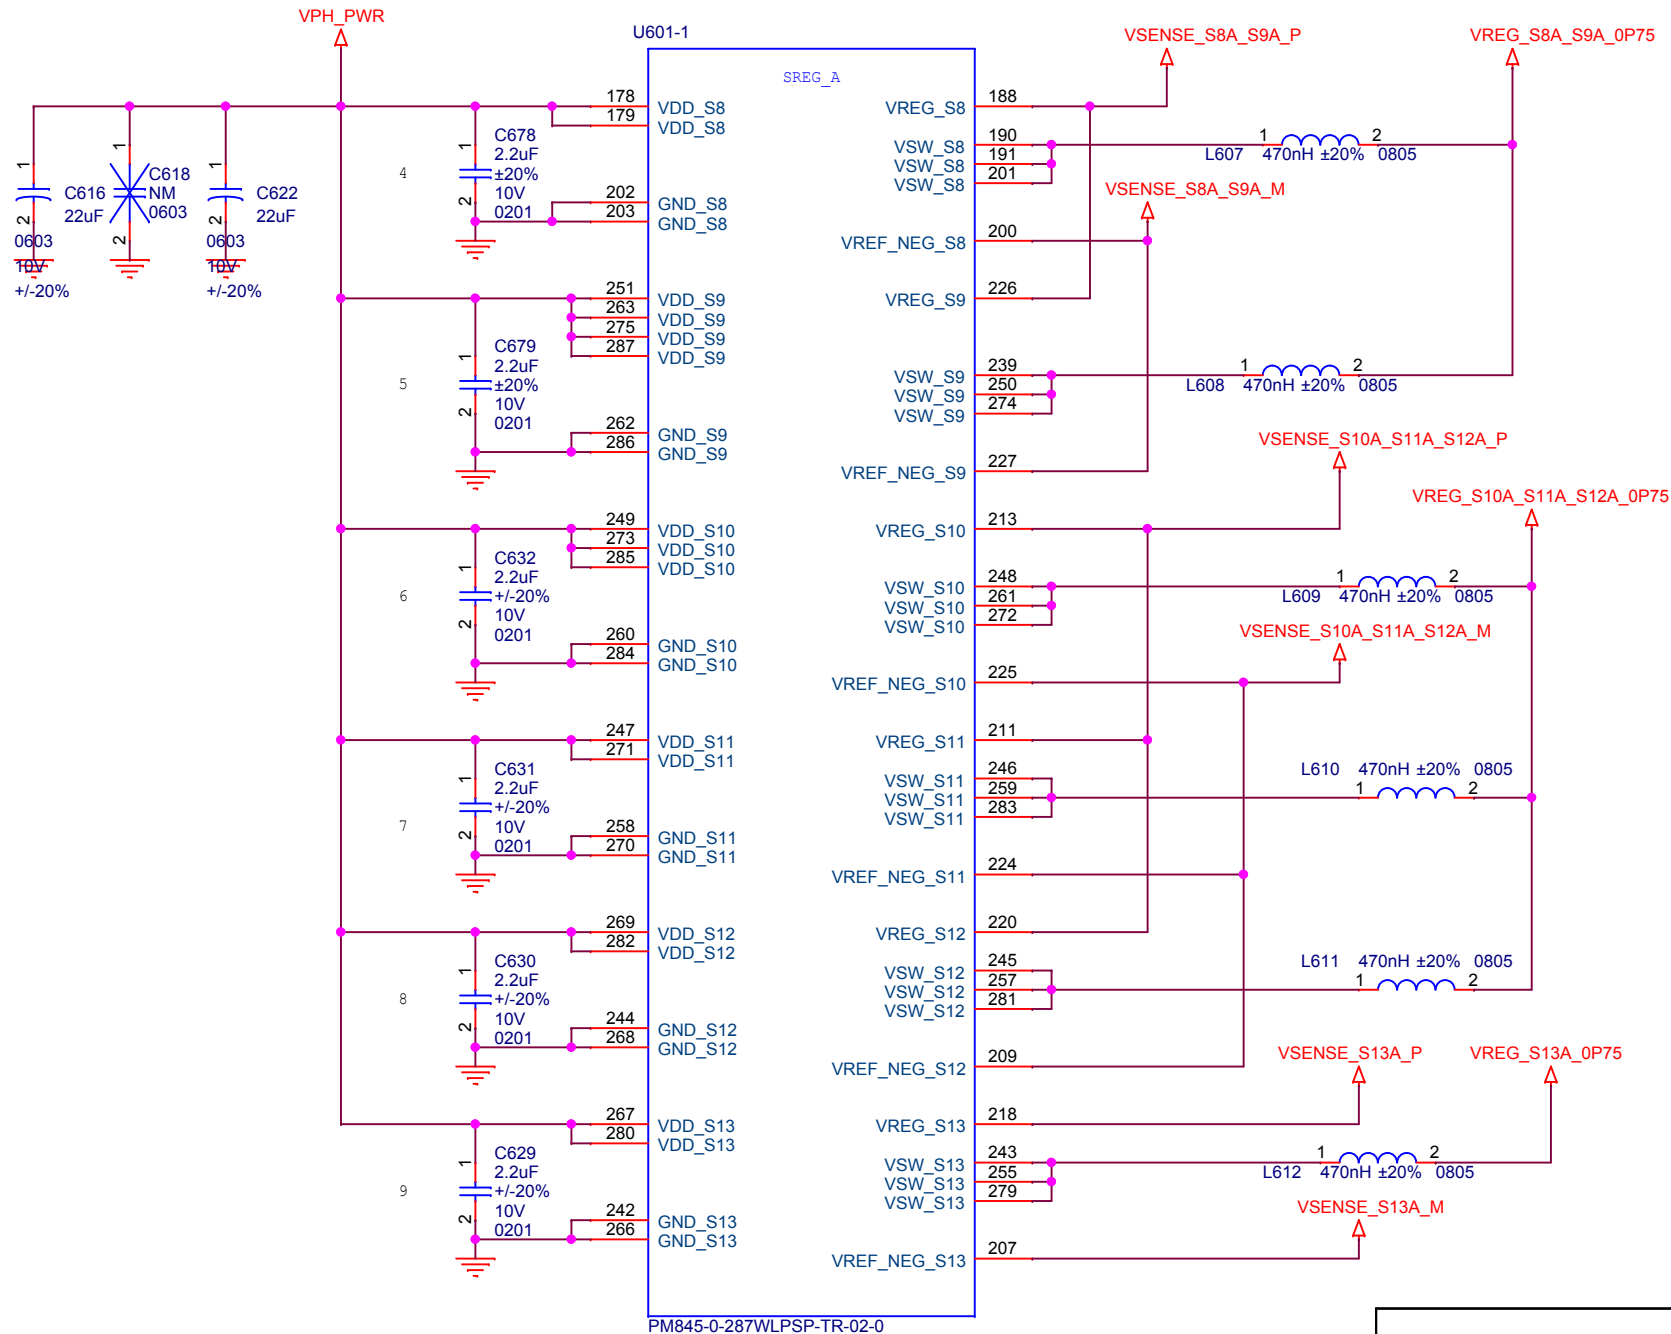 VPH_PWR
U601-1
SREG_A
VSENSE_S8A_S9A_P
VREG_S8A_S9A_0P75
1
2
C616
22uF
0603
10V
+/-20%
1
C618
NM
0603
2
1
2
C622
22uF
0603
10V
+/-20%
4
1
2
C678
2.2uF
±20%
10V
0201
178 VDD_S8
179 VDD_S8
202 GND_S8
203 GND_S8
5
1
2
C679
2.2uF
±20%
10V
0201
251 VDD_S9
263 VDD_S9
275 VDD_S9
287 VDD_S9
262 GND_S9
286 GND_S9
6
1
2
C632
2.2uF
+/-20%
10V
0201
249 VDD_S10
273 VDD_S10
285 VDD_S10
260 GND_S10
284 GND_S10
7
1
2
C631
2.2uF
+/-20%
10V
0201
247 VDD_S11
271 VDD_S11
258 GND_S11
270 GND_S11
8
1
2
C630
2.2uF
+/-20%
10V
0201
269 VDD_S12
282 VDD_S12
244 GND_S12
268 GND_S12
9
1
2
C629
2.2uF
+/-20%
10V
0201
267 VDD_S13
280 VDD_S13
242 GND_S13
266 GND_S13
VREG_S8 188
VSW_S8 190
VSW_S8 191
VSW_S8 201
1 2
L607 470nH ±20% 0805
VSENSE_S8A_S9A_M
VREF_NEG_S8 200
VREG_S9 226
VSW_S9 239
VSW_S9 250
VSW_S9 274
1 2
L608 470nH ±20% 0805
VSENSE_S10A_S11A_S12A_P
VREF_NEG_S9 227
VREG_S10A_S11A_S12A_0P75
VREG_S10 213
VSW_S10 248
VSW_S10 261
VSW_S10 272
1 2
L609 470nH ±20% 0805
VSENSE_S10A_S11A_S12A_M
VREF_NEG_S10 225
VREG_S11 211
VSW_S11 246
VSW_S11 259
VSW_S11 283
L610 470nH ±20% 0805
1 2
VREF_NEG_S11 224
VREG_S12 220
VSW_S12 245
VSW_S12 257
VSW_S12 281
L611 470nH ±20% 0805
1 2
VREF_NEG_S12 209
VSENSE_S13A_P
VREG_S13A_0P75
VREG_S13 218
VSW_S13 243
VSW_S13 255
VSW_S13 279
1 2
L612 470nH ±20% 0805
VSENSE_S13A_M
VREF_NEG_S13 207
PM845-0-287WLPSP-TR-02-0